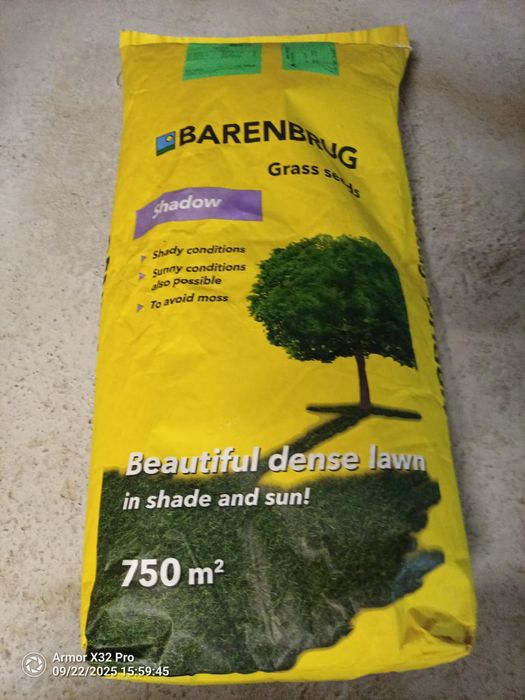 BARENBRUG
Grass seeds
Shadow
Shady conditions
Sunny conditions
also possible
To avoid moss
Beautiful dense lawn
in shade and sun!
750 m²
Armor X32 Pro
09/22/2025 15:59:45